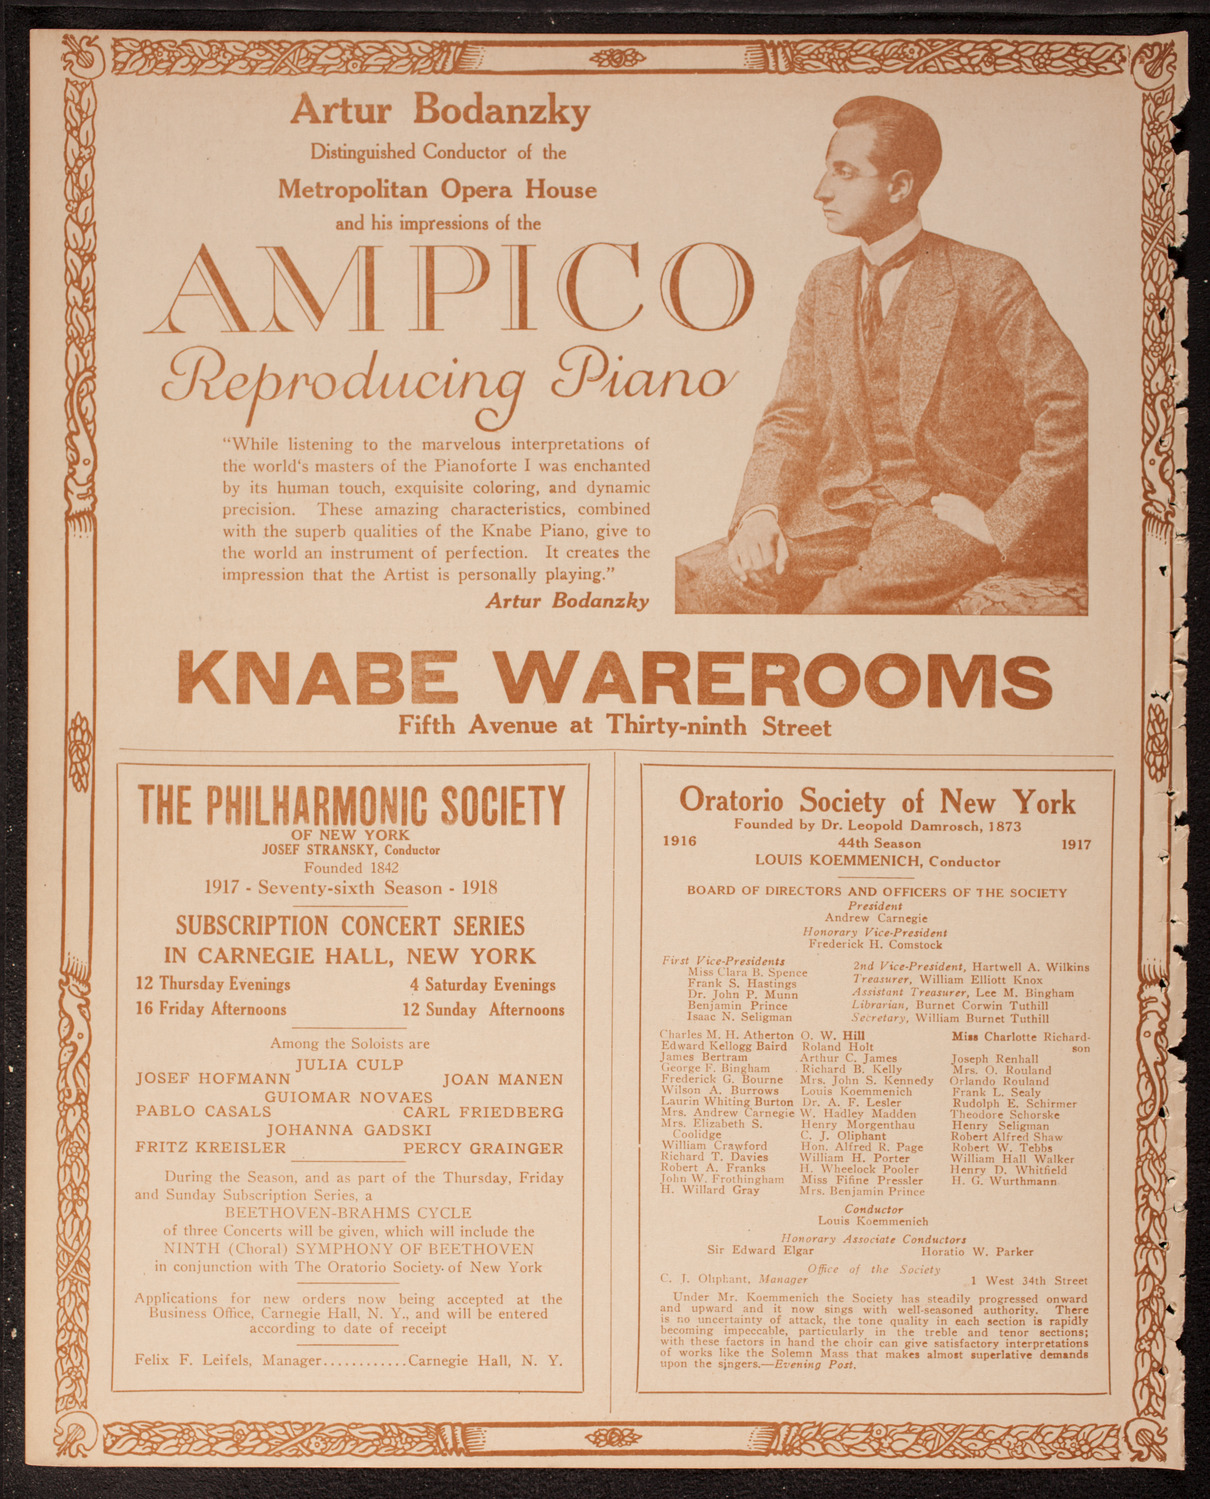 Artur Bodanzky
Distinguished Conductor of the
Metropolitan Opera House
and his impressions of the
AMPICO
Reproducing Piano
"While listening to the marvelous interpretations of
the world's masters of the Pianoforte I was enchanted
by its human touch, exquisite coloring, and dynamic
precision. These amazing characteristics, combined
with the superb qualities of the Knabe Piano, give to
the world an instrument of perfection. It creates the
impression that the Artist is personally playing."
Artur Bodanzky
KNABE WAREROOMS
Fifth Avenue at Thirty-ninth Street
THE PHILHARMONIC SOCIETY
OF NEW YORK
JOSEF STRANSKY, Conductor
Founded 1842
1917 - Seventy-sixth Season - 1918
SUBSCRIPTION CONCERT SERIES
IN CARNEGIE HALL, NEW YORK
12 Thursday Evenings 4 Saturday Evenings
16 Friday Afternoons 12 Sunday Afternoons
Among the Soloists are
JULIA CULP
JOSEF HOFMANN JOAN MANEN
GUIOMAR NOVAES
PABLO CASALS CARL FRIEDBERG
JOHANNA GADSKI
FRITZ KREISLER PERCY GRAINGER
During the Season, and as part of the Thursday, Friday
and Sunday Subscription Series, a
BEETHOVEN-BRAHMS CYCLE
of three Concerts will be given, which will include the
NINTH (Choral) SYMPHONY OF BEETHOVEN
in conjunction with The Oratorio Society of New York
Applications for new orders now being accepted at the
Business Office, Carnegie Hall, N. Y., and will be entered
according to date of receipt
Felix F. Leifels, Manager............Carnegie Hall, N. Y.
Oratorio Society of New York
Founded by Dr. Leopold Damrosch, 1873
1916 44th Season 1917
LOUIS KOEMMENICH, Conductor
BOARD OF DIRECTORS AND OFFICERS OF THE SOCIETY
President
Andrew Carnegie
Honorary Vice-President
Frederick H. Comstock
First Vice-Presidents
Miss Clara B. Spence
Frank S. Hastings
Dr. John P. Munn
Benjamin Prince
Isaac N. Seligman
2nd Vice-President, Hartwell A. Wilkins
Treasurer, William Elliott Knox
Assistant Treasurer, Lee M. Bingham
Librarian, Burnet Corwin Tuthill
Secretary, William Burnet Tuthill
Charles M. H. Atherton
Edward Kellogg Baird
James Bertram
George F. Bingham
Frederick G. Bourne
Wilson A. Burrows
Laurin Whiting Burton
Mrs. Andrew Carnegie
Mrs. Elizabeth S.
Coolidge
William Crawford
Richard T. Davies
Robert A. Franks
John W. Frothingham
H. Willard Gray
O. W. Hill
Roland Holt
Arthur C. James
Richard B. Kelly
Mrs. John S. Kennedy
Louis Koemmenich
Dr. A. F. Lesler
W. Hadley Madden
Henry Morgenthau
C. J. Oliphant
Hon. Alfred R. Page
William H. Porter
H. Wheelock Pooler
Miss Fifine Pressler
Mrs. Benjamin Prince
Miss Charlotte Richard-
son
Joseph Renhall
Mrs. O. Rouland
Orlando Rouland
Frank L. Sealy
Rudolph E. Schirmer
Theodore Schorske
Henry Seligman
Robert Alfred Shaw
Robert W. Tebbs
William Hall Walker
Henry D. Whitfield
H. G. Wurthmann
Conductor
Louis Koemmenich
Honorary Associate Conductors
Sir Edward Elgar Horatio W. Parker
Office of the Society
C. J. Oliphant, Manager 1 West 34th Street
Under Mr. Koemmenich the Society has steadily progressed onward
and upward and it now sings with well-seasoned authority. There
is no uncertainty of attack, the tone quality in each section is rapidly
becoming impeccable, particularly in the treble and tenor sections;
with these factors in hand the choir can give satisfactory interpretations
of works like the Solemn Mass that makes almost superlative demands
upon the singers.—Evening Post.